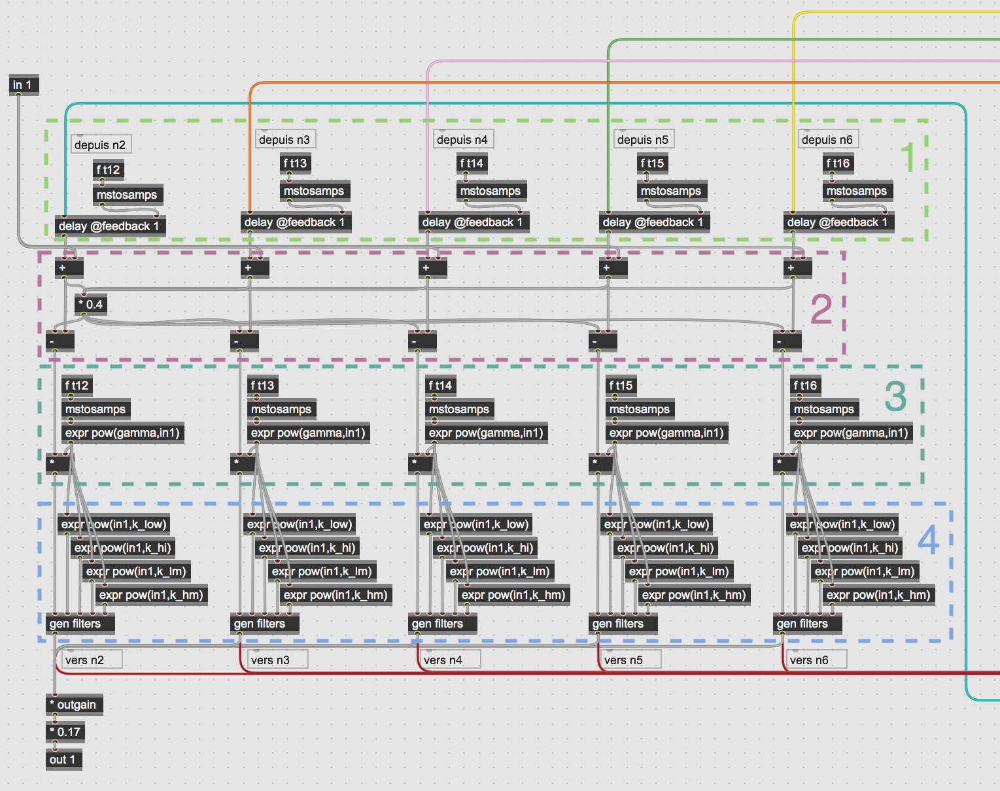 in 1
depuis n2
depuis n3
depuis n4
depuis n5
depuis n6
1
f t12
f t13
f t14
f t15
f t16
mstosamps
mstosamps
mstosamps
mstosamps
mstosamps
delay @feedback 1
delay @feedback 1
delay @feedback 1
delay @feedback 1
delay @feedback 1
+
+
+
+
+
* 0.4
2
-
-
-
-
-
f t12
f t13
f t14
f t15
f t16
3
mstosamps
mstosamps
mstosamps
mstosamps
mstosamps
expr pow(gamma,in1)
expr pow(gamma,in1)
expr pow(gamma,in1)
expr pow(gamma,in1)
expr pow(gamma,in1)
*
*
*
*
*
expr pow(in1,k_low)
expr pow(in1,k_low)
expr pow(in1,k_low)
expr pow(in1,k_low)
expr pow(in1,k_low)
4
expr pow(in1,k_hi)
expr pow(in1,k_hi)
expr pow(in1,k_hi)
expr pow(in1,k_hi)
expr pow(in1,k_hi)
expr pow(in1,k_lm)
expr pow(in1,k_lm)
expr pow(in1,k_lm)
expr pow(in1,k_lm)
expr pow(in1,k_lm)
expr pow(in1,k_hm)
expr pow(in1,k_hm)
expr pow(in1,k_hm)
expr pow(in1,k_hm)
expr pow(in1,k_hm)
gen filters
gen filters
gen filters
gen filters
gen filters
vers n2
vers n3
vers n4
vers n5
vers n6
* outgain
* 0.17
out 1